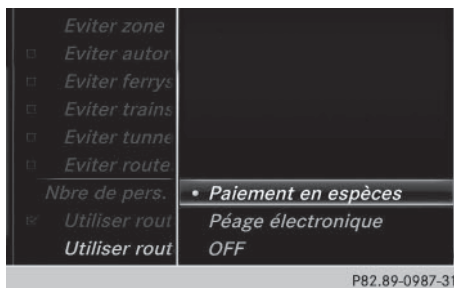 Eviter zone
Eviter autor
Eviter ferrys
Eviter trains
Eviter tunne
Eviter route
Nbre de pers.
• Paiement en espèces
Utiliser rout
Péage électronique
Utiliser rout
OFF
P82.89-0987-31